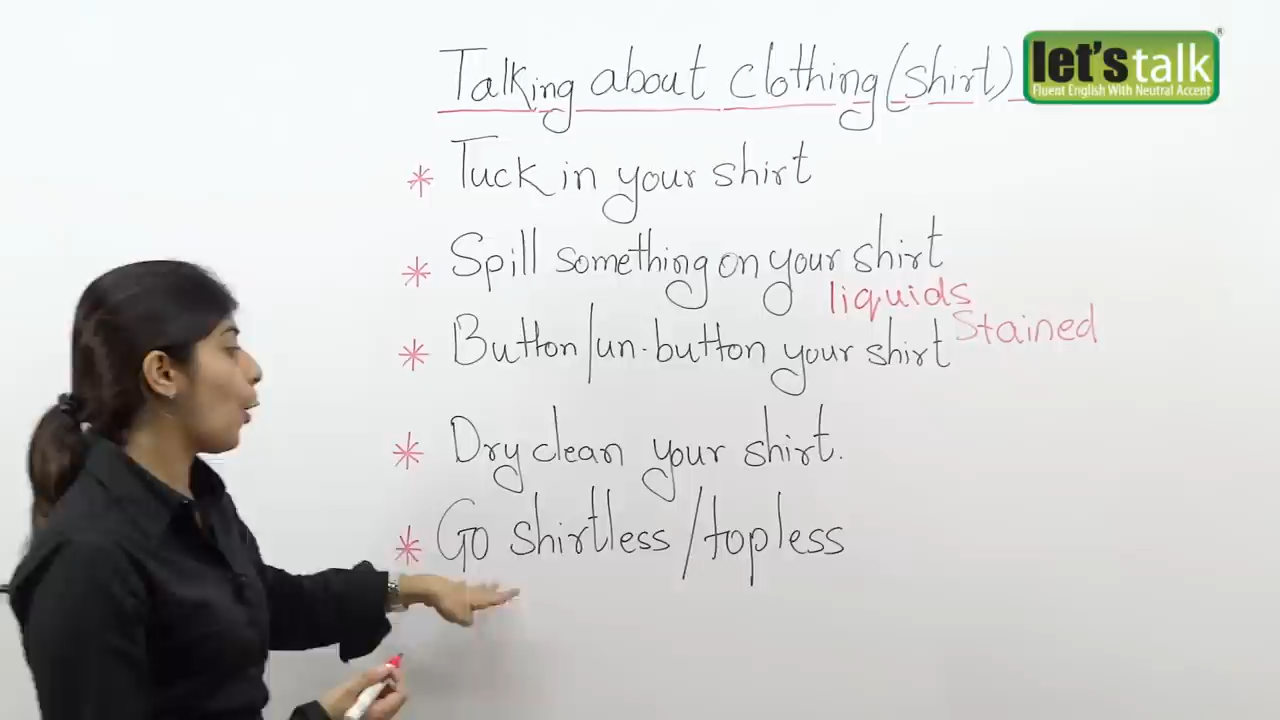 Talking about clothing (shirt)
let's talk®
Fluent English With Neutral Accent
* Tuck in your shirt
* Spill something on your shirt
liquids
Stained
* Button/un.button your shirt
* Dry clean your shirt.
* Go shirtless/topless